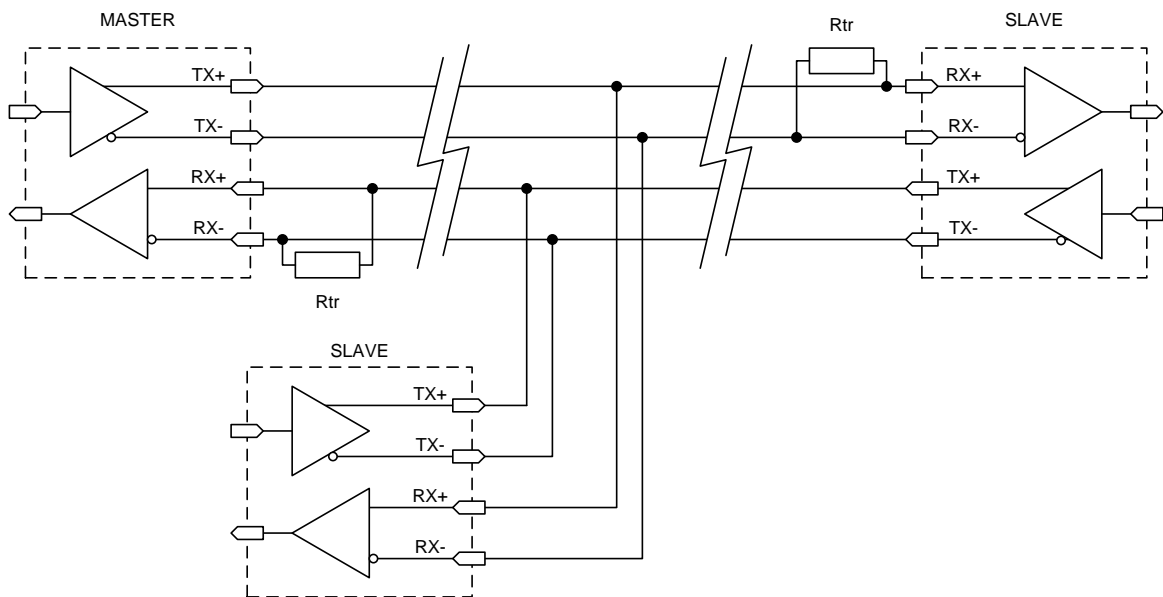 MASTER
Rtr
SLAVE
TX+
RX+
TX-
RX-
RX+
TX+
RX-
TX-
Rtr
SLAVE
TX+
TX-
RX+
RX-